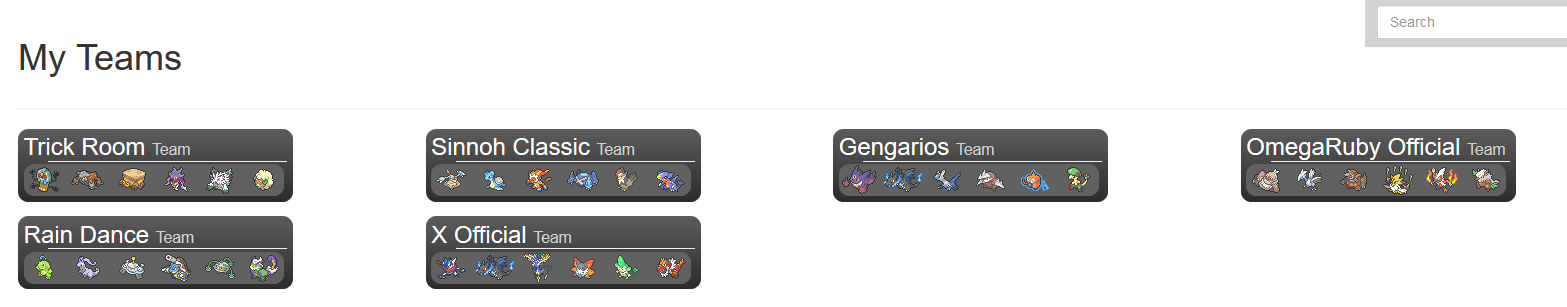 Search
My Teams
Trick Room Team
Sinnoh Classic Team
Gengarios Team
OmegaRuby Official Team
Rain Dance Team
X Official Team